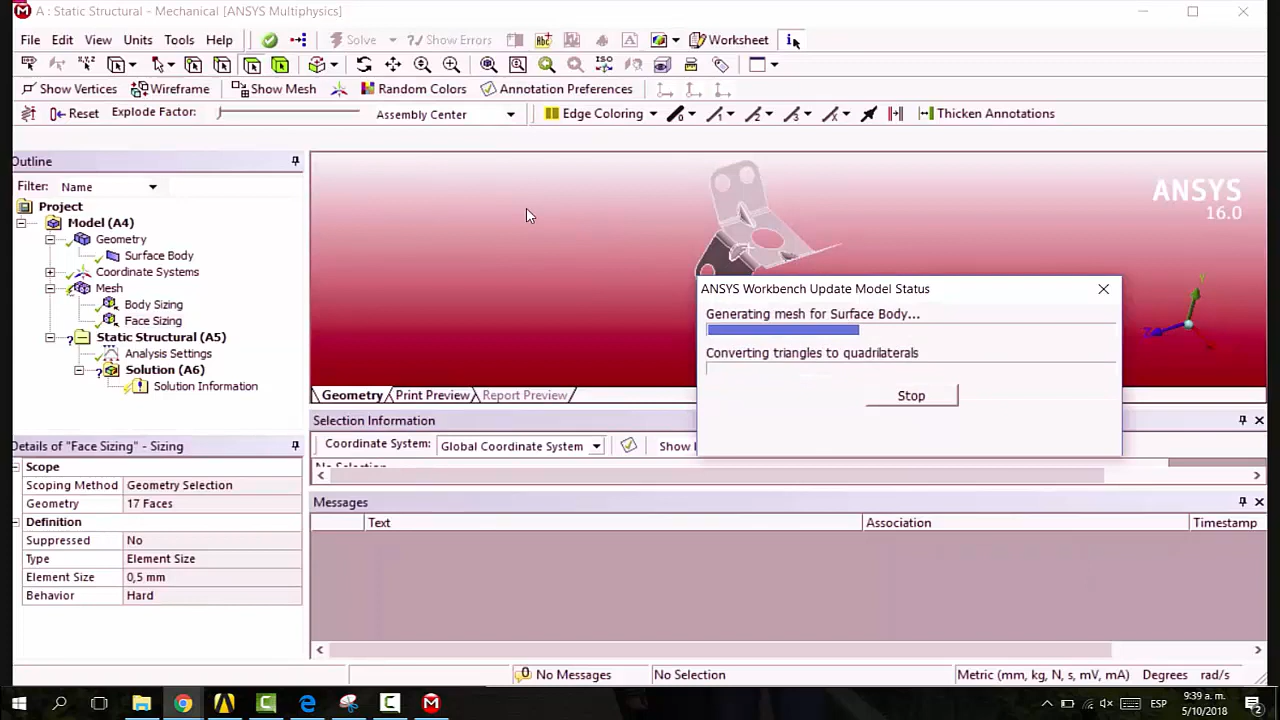 A : Static Structural - Mechanical [ANSYS Multiphysics]
File Edit View Units Tools Help Solve Show Errors Worksheet
Show Vertices Wireframe Show Mesh Random Colors Annotation Preferences
Reset Explode Factor: Assembly Center Edge Coloring Thicken Annotations
Outline
Filter: Name
Project
Model (A4)
Geometry
Surface Body
Coordinate Systems
Mesh
Body Sizing
Face Sizing
Static Structural (A5)
Analysis Settings
Solution (A6)
Solution Information
ANSYS
16.0
ANSYS Workbench Update Model Status
Generating mesh for Surface Body...
Converting triangles to quadrilaterals
Stop
Geometry Print Preview Report Preview
Selection Information
Coordinate System: Global Coordinate System Show
No Selection
Details of "Face Sizing" - Sizing
Scope
Scoping Method Geometry Selection
Geometry 17 Faces
Definition
Suppressed No
Type Element Size
Element Size 0,5 mm
Behavior Hard
Messages
Text Association Timestamp
0 No Messages No Selection Metric (mm, kg, N, s, mV, mA) Degrees rad/s
ESP
9:39 a. m.
5/10/2018
2